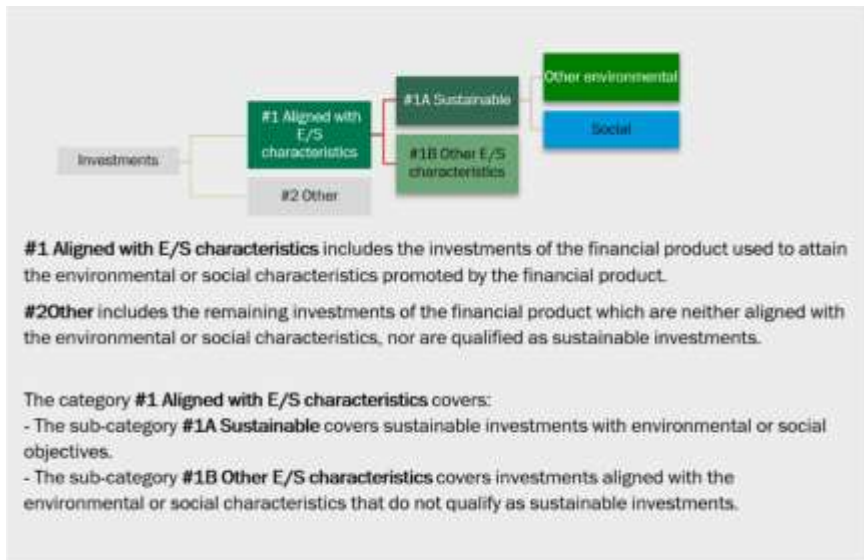 Other environmental
#1A Sustainable
#1 Aligned with
E/S
characteristics
Social
#1B Other E/S
characteristics
Investments
#2 Other
#1 Aligned with E/S characteristics includes the investments of the financial product used to attain
the environmental or social characteristics promoted by the financial product.
#2Other includes the remaining investments of the financial product which are neither aligned with
the environmental or social characteristics, nor are qualified as sustainable investments.
The category #1 Aligned with E/S characteristics covers:
- The sub-category #1A Sustainable covers sustainable investments with environmental or social
objectives.
- The sub-category #1B Other E/S characteristics covers investments aligned with the
environmental or social characteristics that do not qualify as sustainable investments.